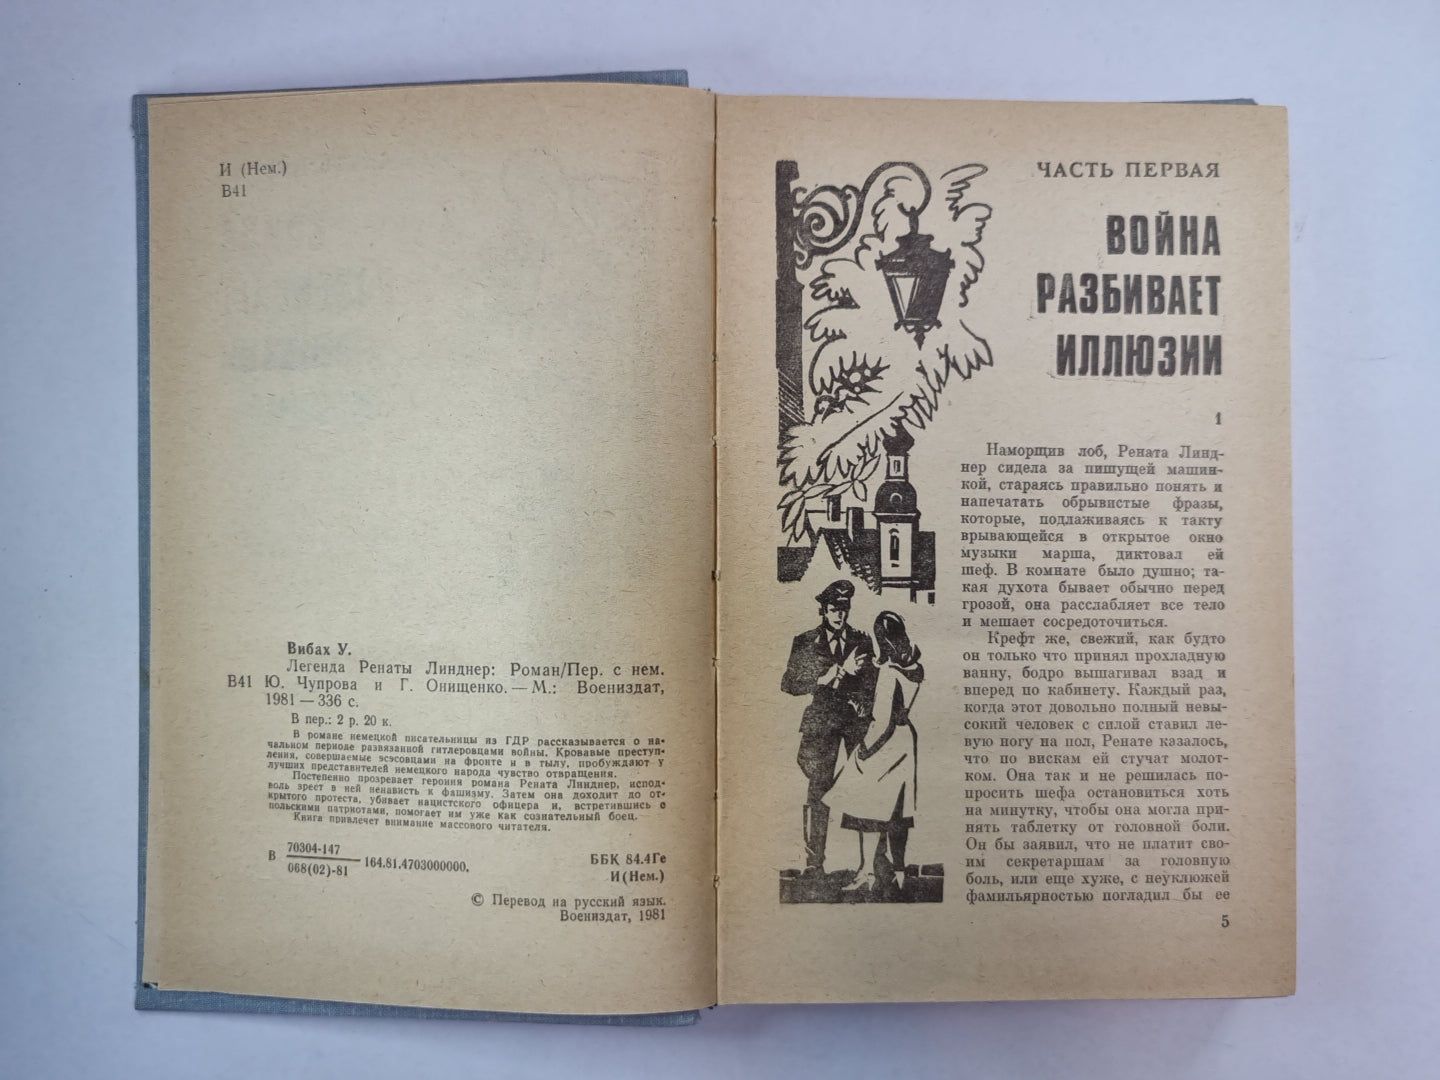 И (Нем.)
В41
Вибах У.
Легенда Ренаты Линднер: Роман/Пер. с нем.
В41 Ю. Чупрова и Г. Онищенко. — М.: Воениздат,
1981 — 336 с.
В пер.: 2 р. 20 к.
В романе немецкой писательницы из ГДР рассказывается о на-
чальном периоде развязанной гитлеровцами войны. Кровавые преступ-
ления, совершаемые эсэсовцами на фронте и в тылу, пробуждают у
лучших представителей немецкого народа чувство отвращения.
Постепенно прозревает героиня романа Рената Линднер, испод-
воль зреет в ней ненависть к фашизму. Затем она доходит до от-
крытого протеста, убивает нацистского офицера и, встретившись с
польскими патриотами, помогает им уже как сознательный боец.
Книга привлечет внимание массового читателя.
В 70304-147
068(02)-81 164.81.4703000000.
ББК 84.4Ге
И(Нем.)
© Перевод на русский язык.
Воениздат, 1981
ЧАСТЬ ПЕРВАЯ
ВОЙНА
РАЗБИВАЕТ
ИЛЛЮЗИИ
1
Наморщив лоб, Рената Линд-
нер сидела за пишущей машин-
кой, стараясь правильно понять и
напечатать обрывистые фразы,
которые, подлаживаясь к такту
врывающейся в открытое окно
музыки марша, диктовал ей
шеф. В комнате было душно; та-
кая духота бывает обычно перед
грозой, она расслабляет все тело
и мешает сосредоточиться.
Крефт же, свежий, как будто
он только что принял прохладную
ванну, бодро вышагивал взад и
вперед по кабинету. Каждый раз,
когда этот довольно полный невы-
сокий человек с силой ставил ле-
вую ногу на пол, Ренате казалось,
что по вискам ей стучат молот-
ком. Она так и не решилась по-
просить шефа остановиться хоть
на минутку, чтобы она могла при-
нять таблетку от головной боли.
Он бы заявил, что не платит сво-
им секретаршам за головную
боль, или еще хуже, с неуклюжей
фамильярностью погладил бы ее
5